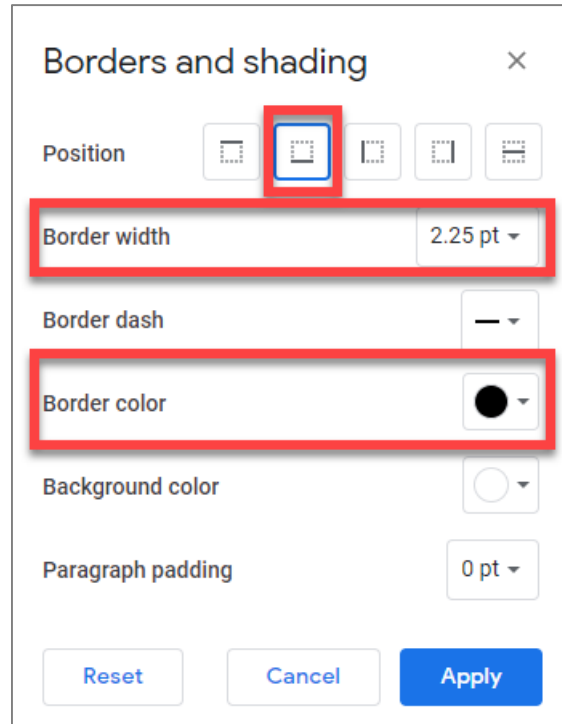 Borders and shading
Position
Border width 2.25 pt
Border dash
Border color
Background color
Paragraph padding 0 pt
Reset Cancel Apply